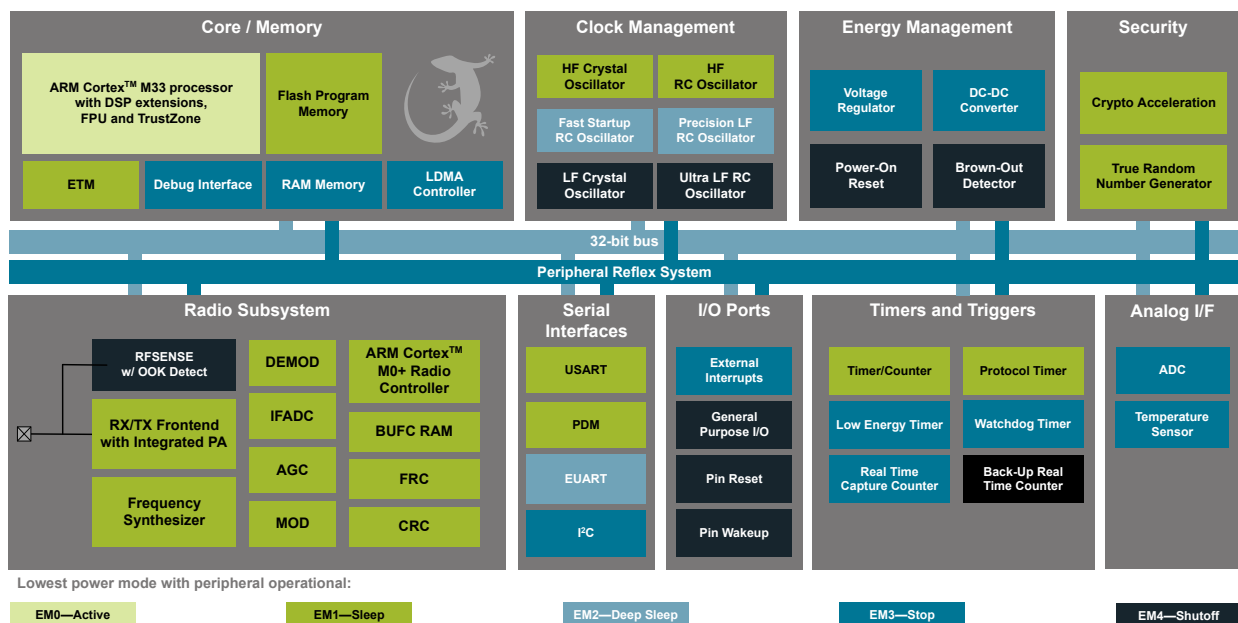 Core / Memory
ARM Cortex™ M33 processor
with DSP extensions,
FPU and TrustZone
Flash Program
Memory
ETM
Debug Interface
RAM Memory
LDMA
Controller
Clock Management
HF Crystal
Oscillator
HF
RC Oscillator
Fast Startup
RC Oscillator
Precision LF
RC Oscillator
LF Crystal
Oscillator
Ultra LF RC
Oscillator
Energy Management
Voltage
Regulator
DC-DC
Converter
Power-On
Reset
Brown-Out
Detector
Security
Crypto Acceleration
True Random
Number Generator
32-bit bus
Peripheral Reflex System
Radio Subsystem
RFSENSE
w/ OOK Detect
RX/TX Frontend
with Integrated PA
Frequency
Synthesizer
DEMOD
IFADC
AGC
MOD
ARM Cortex™
M0+ Radio
Controller
BUFC RAM
FRC
CRC
Serial
Interfaces
USART
PDM
EUART
I²C
I/O Ports
External
Interrupts
General
Purpose I/O
Pin Reset
Pin Wakeup
Timers and Triggers
Timer/Counter
Protocol Timer
Low Energy Timer
Watchdog Timer
Real Time
Capture Counter
Back-Up Real
Time Counter
Analog I/F
ADC
Temperature
Sensor
Lowest power mode with peripheral operational:
EM0—Active
EM1—Sleep
EM2—Deep Sleep
EM3—Stop
EM4—Shutoff